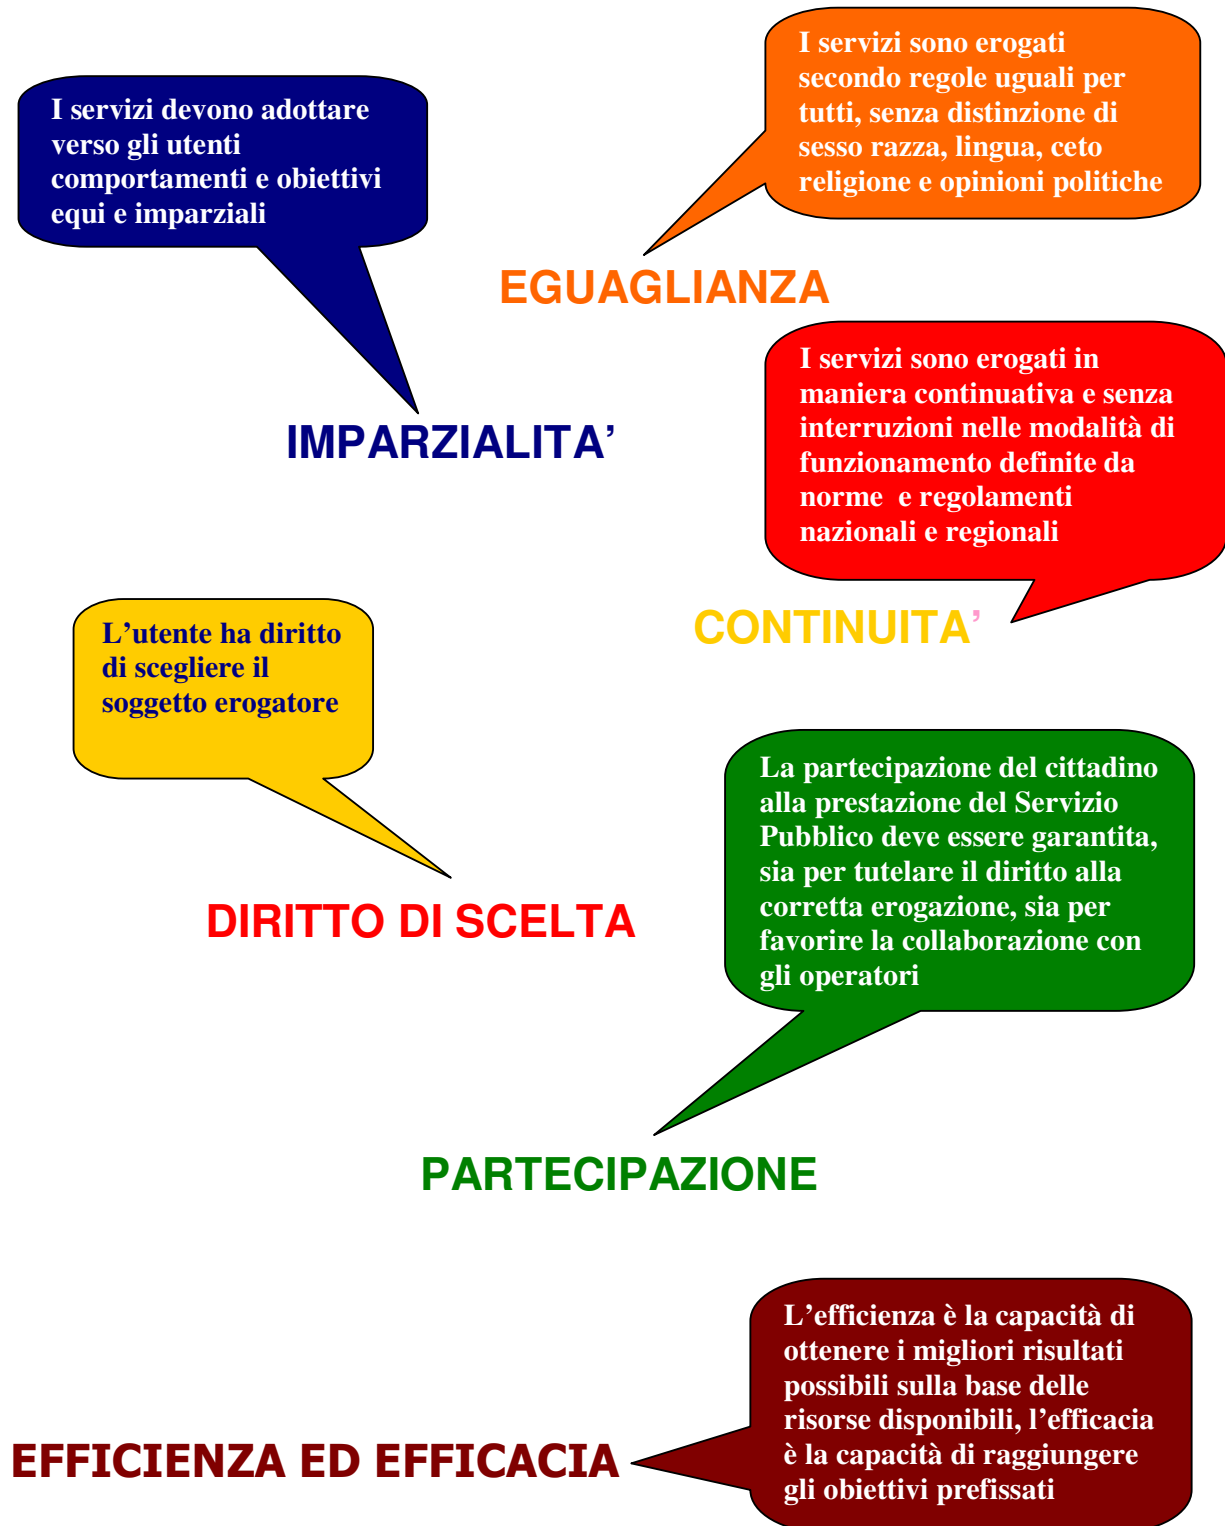 I servizi sono erogati
secondo regole uguali per
tutti, senza distinzione di
sesso razza, lingua, ceto
religione e opinioni politiche
I servizi devono adottare
verso gli utenti
comportamenti e obiettivi
equi e imparziali
EGUAGLIANZA
IMPARZIALITA’
I servizi sono erogati in
maniera continuativa e senza
interruzioni nelle modalità di
funzionamento definite da
norme  e regolamenti
nazionali e regionali
CONTINUITA’
L’utente ha diritto
di scegliere il
soggetto erogatore
DIRITTO DI SCELTA
La partecipazione del cittadino
alla prestazione del Servizio
Pubblico deve essere garantita,
sia per tutelare il diritto alla
corretta erogazione, sia per
favorire la collaborazione con
gli operatori
PARTECIPAZIONE
L’efficienza è la capacità di
ottenere i migliori risultati
possibili sulla base delle
risorse disponibili, l’efficacia
è la capacità di raggiungere
gli obiettivi prefissati
EFFICIENZA ED EFFICACIA